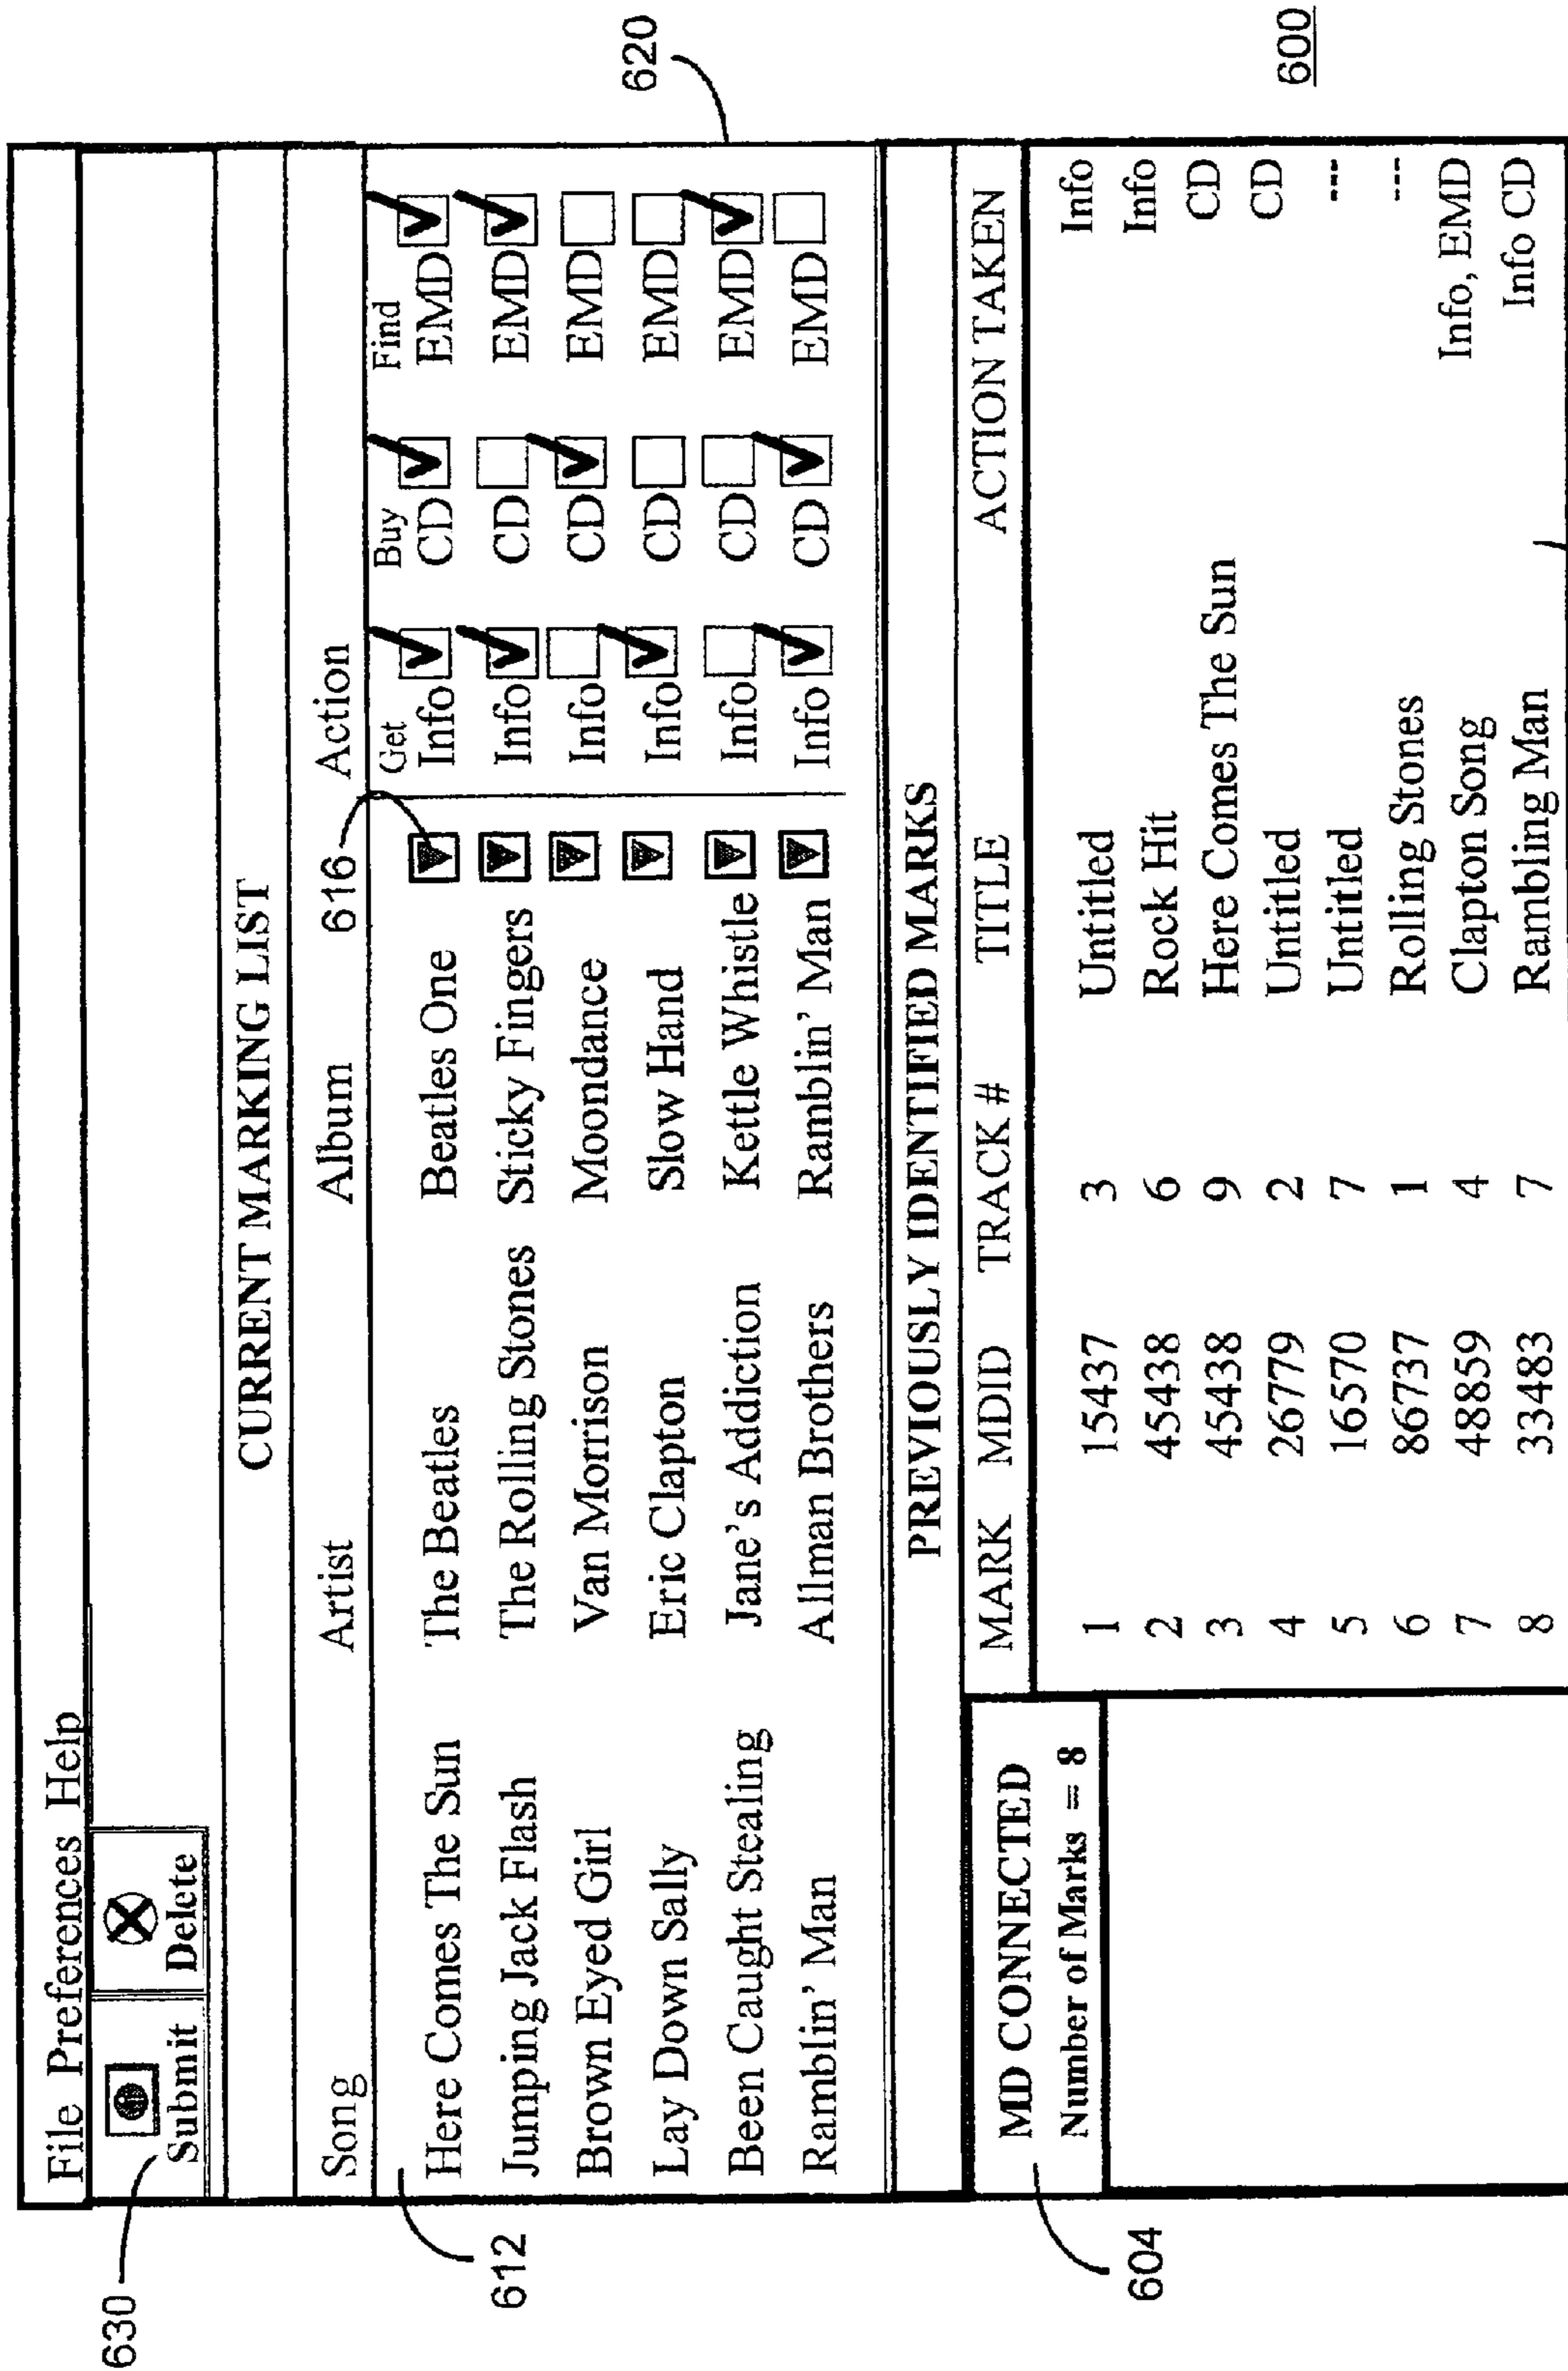 File Preferences Help
630
Submit
Delete
CURRENT MARKING LIST
Song Artist Album 616 Action
612
620
Get Buy Find
Here Comes The Sun The Beatles Beatles One Info CD EMD
Jumping Jack Flash The Rolling Stones Sticky Fingers Info CD EMD
Brown Eyed Girl Van Morrison Moondance Info CD EMD
Lay Down Sally Eric Clapton Slow Hand Info CD EMD
Been Caught Stealing Jane's Addiction Kettle Whistle Info CD EMD
Ramblin' Man Allman Brothers Ramblin' Man Info CD EMD
PREVIOUSLY IDENTIFIED MARKS
604
MD CONNECTED
Number of Marks = 8
MARK MDID TRACK # TITLE ACTION TAKEN
1 15437 3 Untitled Info
2 45438 6 Rock Hit Info
3 45438 9 Here Comes The Sun CD
4 26779 2 Untitled CD
5 16570 7 Untitled ---
6 86737 1 Rolling Stones ---
7 48859 4 Clapton Song Info, EMD
8 33483 7 Rambling Man Info CD
600